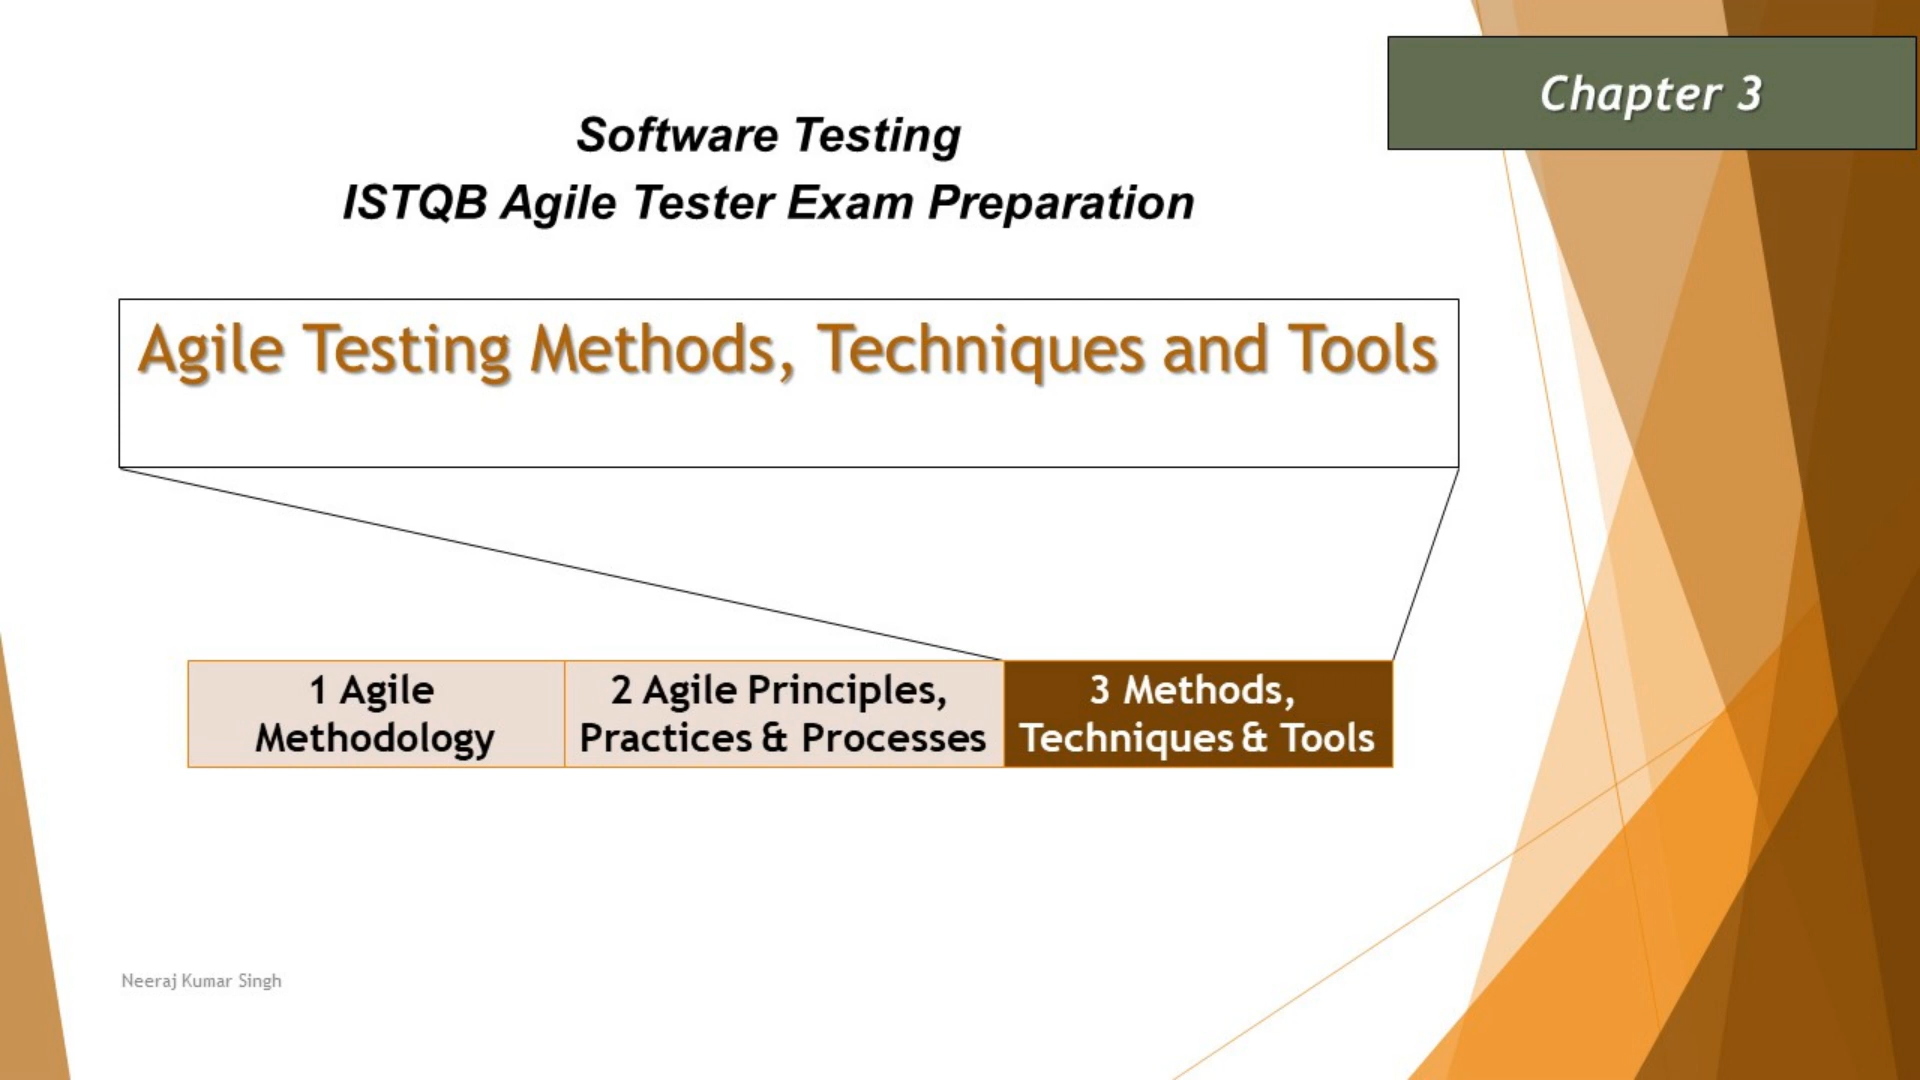 Chapter 3
Software Testing
ISTQB Agile Tester Exam Preparation
Agile Testing Methods, Techniques and Tools
1 Agile
Methodology
2 Agile Principles,
Practices & Processes
3 Methods,
Techniques & Tools
Neeraj Kumar Singh